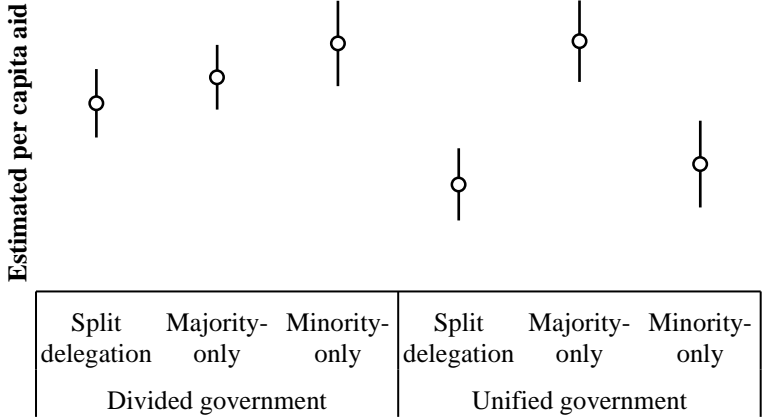 Estimated per capita aid
Split Majority- Minority- Split Majority- Minority-
delegation only only delegation only only
Divided government Unified government